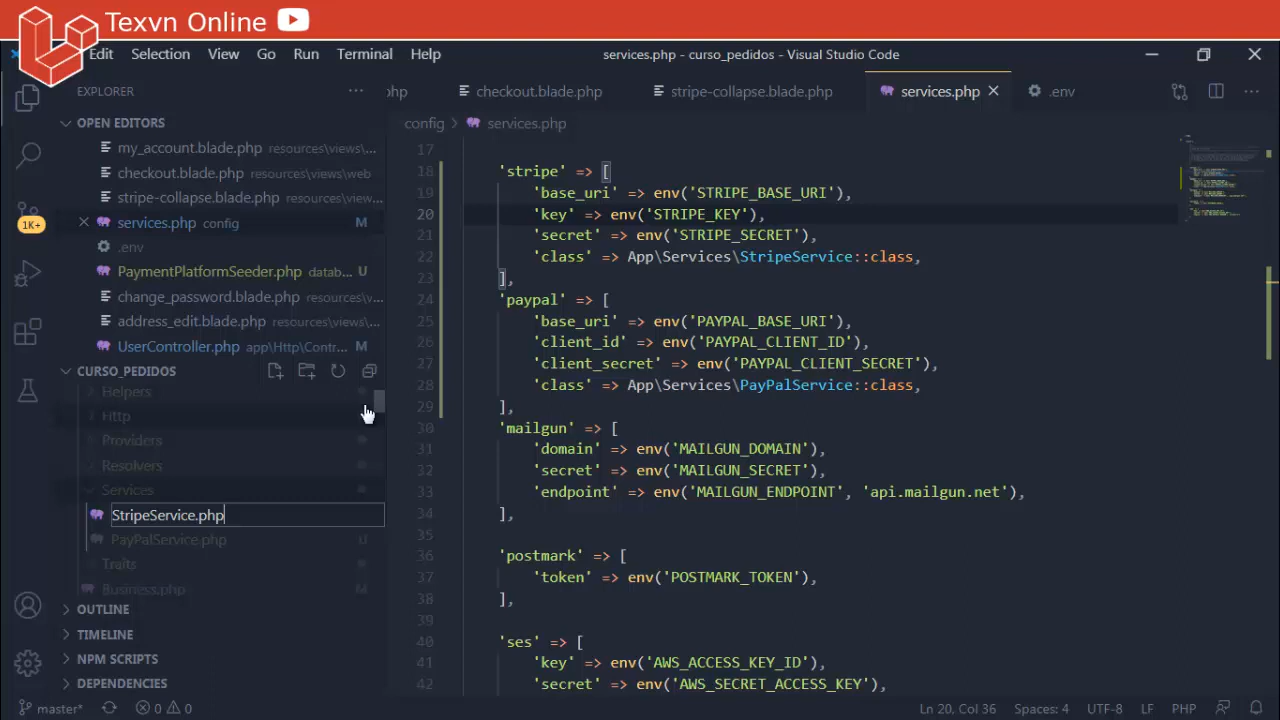 Texvn Online
Edit Selection View Go Run Terminal Help
services.php - curso_pedidos - Visual Studio Code
EXPLORER
php checkout.blade.php stripe-collapse.blade.php services.php .env
OPEN EDITORS
config services.php
my_account.blade.php resources\views\...
checkout.blade.php resources\views\web
stripe-collapse.blade.php resources\views...
services.php config M
1K+
.env
PaymentPlatformSeeder.php datab... U
change_password.blade.php resources\v...
address_edit.blade.php resources\views\...
UserController.php app\Http\Contr... M
CURSO_PEDIDOS
Helpers
Http
Providers
Resolvers
Services
StripeService.php
PayPalService.php U
Traits
Business.php M
OUTLINE
TIMELINE
NPM SCRIPTS
DEPENDENCIES
17
18 'stripe' => [
19 'base_uri' => env('STRIPE_BASE_URI'),
20 'key' => env('STRIPE_KEY'),
21 'secret' => env('STRIPE_SECRET'),
22 'class' => App\Services\StripeService::class,
23 ],
24 'paypal' => [
25 'base_uri' => env('PAYPAL_BASE_URI'),
26 'client_id' => env('PAYPAL_CLIENT_ID'),
27 'client_secret' => env('PAYPAL_CLIENT_SECRET'),
28 'class' => App\Services\PayPalService::class,
29 ],
30 'mailgun' => [
31 'domain' => env('MAILGUN_DOMAIN'),
32 'secret' => env('MAILGUN_SECRET'),
33 'endpoint' => env('MAILGUN_ENDPOINT', 'api.mailgun.net'),
34 ],
35
36 'postmark' => [
37 'token' => env('POSTMARK_TOKEN'),
38 ],
39
40 'ses' => [
41 'key' => env('AWS_ACCESS_KEY_ID'),
42 'secret' => env('AWS_SECRET_ACCESS_KEY'),
master* 0 0 Ln 20, Col 36 Spaces: 4 UTF-8 LF PHP